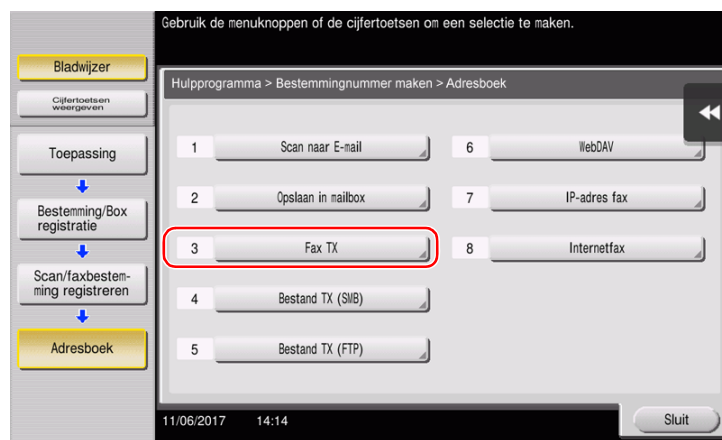 Gebruik de menuknoppen of de cijfertoetsen om een selectie te maken.
Bladwijzer
Cijfertoetsen
weergeven
Toepassing
Bestemming/Box
registratie
Scan/faxbestem-
ming registreren
Adresboek
Hulpprogramma > Bestemmingnummer maken > Adresboek
1 Scan naar E-mail
2 Opslaan in mailbox
3 Fax TX
4 Bestand TX (SMB)
5 Bestand TX (FTP)
6 WebDAV
7 IP-adres fax
8 Internetfax
11/06/2017 14:14
Sluit